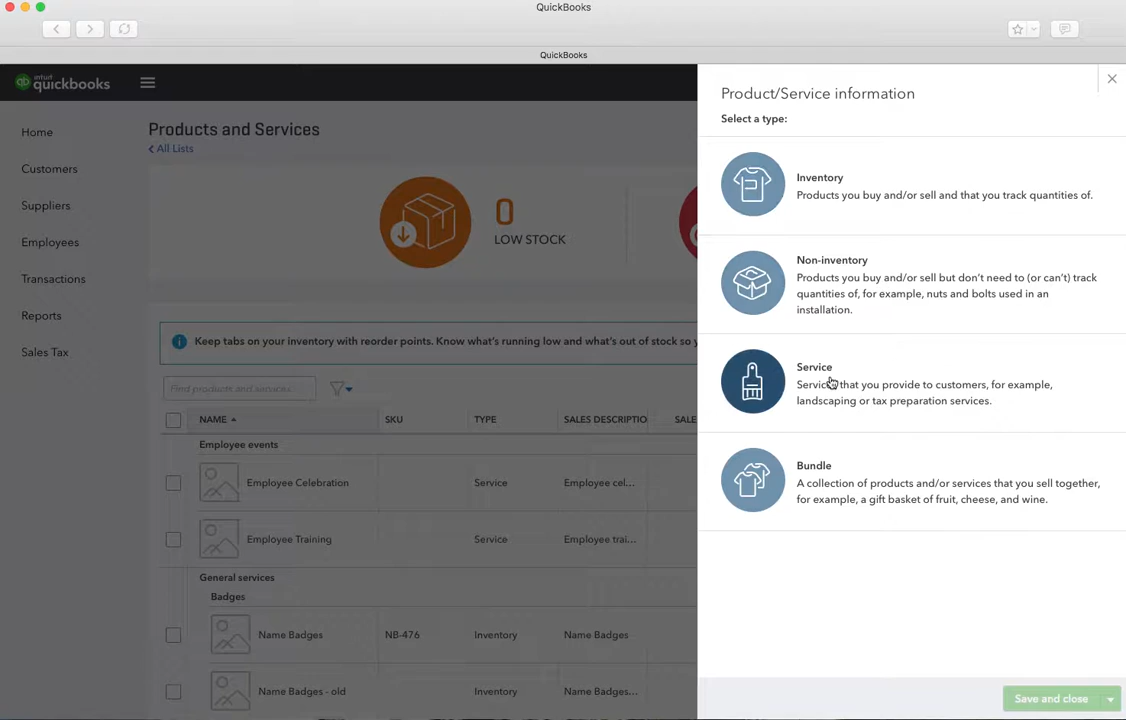 QuickBooks
QuickBooks
qb intuit quickbooks
Home
Customers
Suppliers
Employees
Transactions
Reports
Sales Tax
Products and Services
All Lists
0
LOW STOCK
Keep tabs on your inventory with reorder points. Know what's running low and what's out of stock so y
Find products and services
NAME SKU TYPE SALES DESCRIPTIO SALE
Employee events
Employee Celebration Service Employee cel...
Employee Training Service Employee trai...
General services
Badges
Name Badges NB-476 Inventory Name Badges
Name Badges - old Inventory Name Badges...
Product/Service information
Select a type:
Inventory
Products you buy and/or sell and that you track quantities of.
Non-inventory
Products you buy and/or sell but don't need to (or can't) track
quantities of, for example, nuts and bolts used in an
installation.
Service
Services that you provide to customers, for example,
landscaping or tax preparation services.
Bundle
A collection of products and/or services that you sell together,
for example, a gift basket of fruit, cheese, and wine.
Save and close